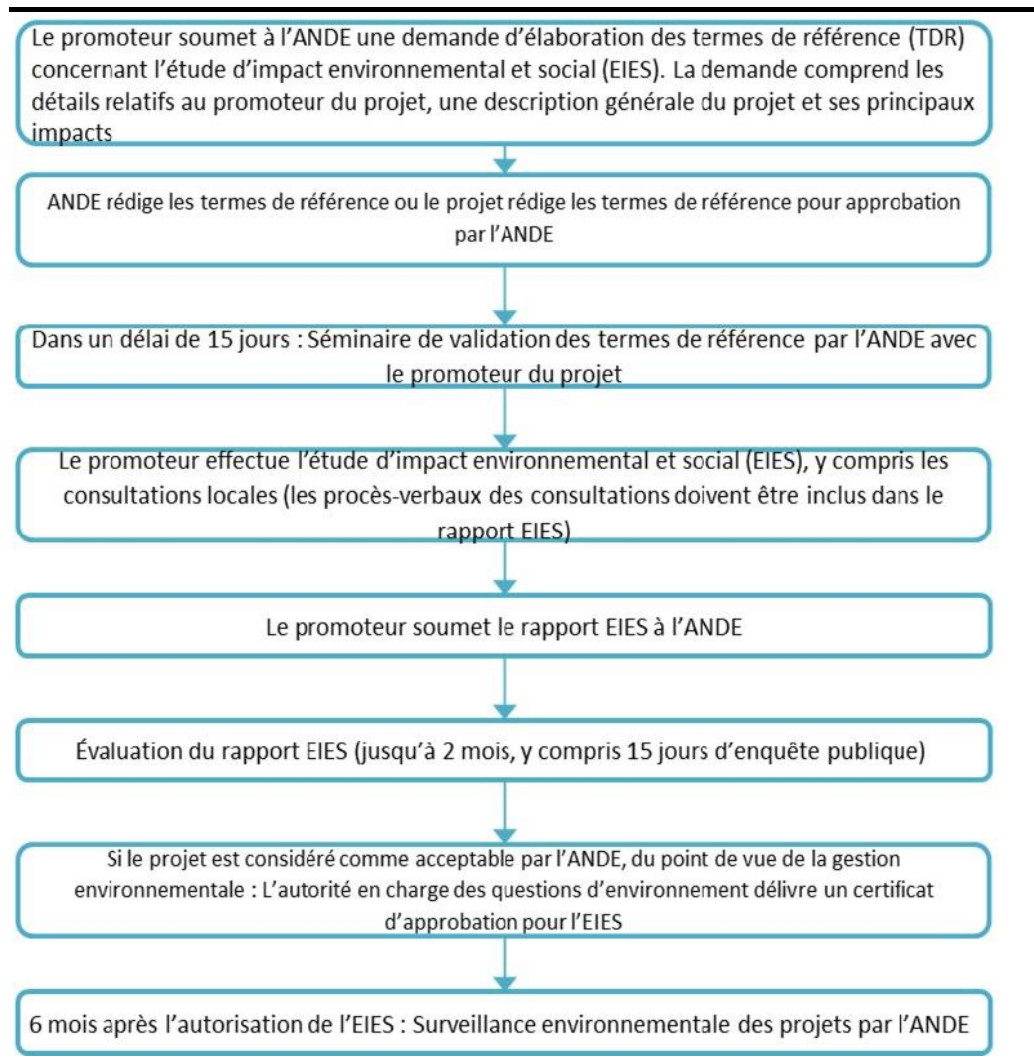 Le promoteur soumet à l'ANDE une demande d'élaboration des termes de référence (TDR)
concernant l'étude d'impact environnemental et social (EIES). La demande comprend les
détails relatifs au promoteur du projet, une description générale du projet et ses principaux
impacts
ANDE rédige les termes de référence ou le projet rédige les termes de référence pour approbation
par l'ANDE
Dans un délai de 15 jours : Séminaire de validation des termes de référence par l'ANDE avec
le promoteur du projet
Le promoteur effectue l'étude d'impact environnemental et social (EIES), y compris les
consultations locales (les procès-verbaux des consultations doivent être inclus dans le
rapport EIES)
Le promoteur soumet le rapport EIES à l'ANDE
Évaluation du rapport EIES (jusqu'à 2 mois, y compris 15 jours d'enquête publique)
Si le projet est considéré comme acceptable par l'ANDE, du point de vue de la gestion
environnementale : L'autorité en charge des questions d'environnement délivre un certificat
d'approbation pour l'EIES
6 mois après l'autorisation de l'EIES : Surveillance environnementale des projets par l'ANDE